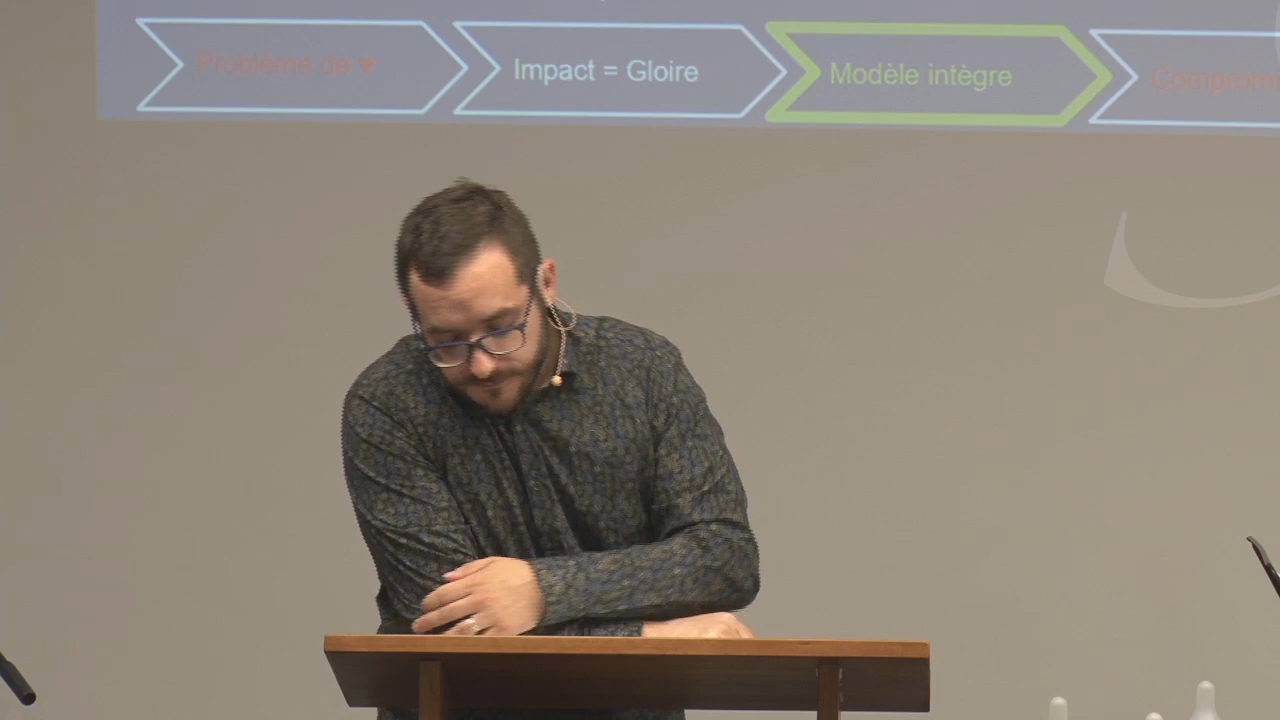 Problème de ♥
Impact = Gloire
Modèle intègre